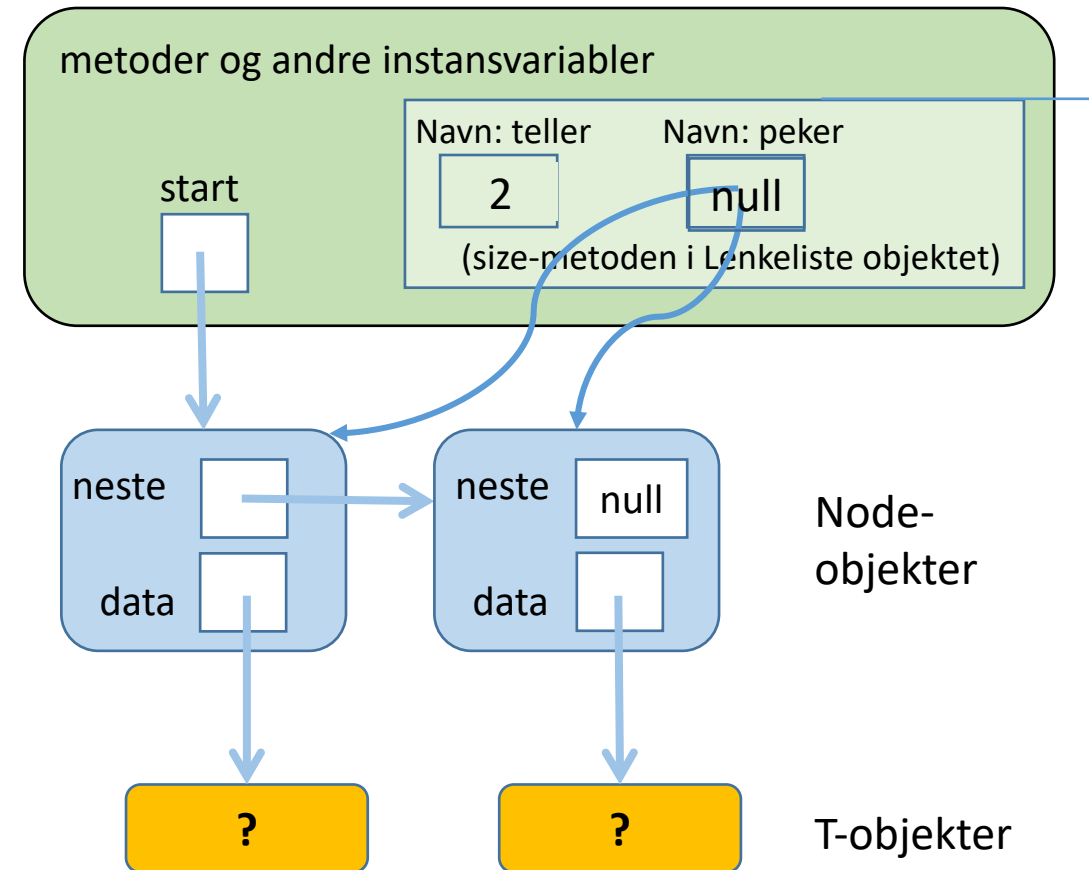 metoder og andre instansvariabler
Navn: teller
Navn: peker
start
2
null
(size-metoden i Lenkeliste objektet)
neste
neste
null
Node-
objekter
data
data
?
?
T-objekter